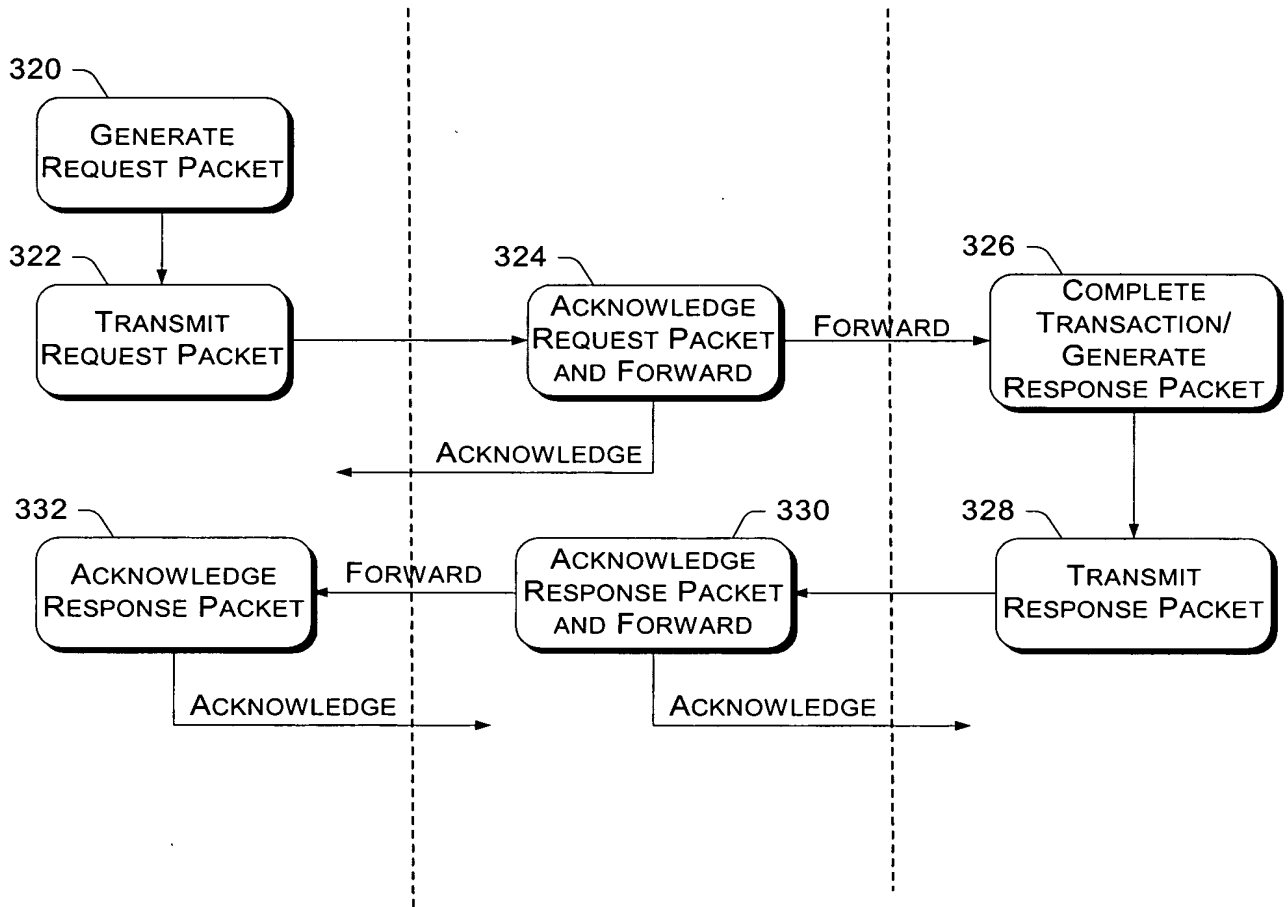 320
GENERATE
REQUEST PACKET
322
TRANSMIT
REQUEST PACKET
324
ACKNOWLEDGE
REQUEST PACKET
AND FORWARD
FORWARD
326
COMPLETE
TRANSACTION/
GENERATE
RESPONSE PACKET
ACKNOWLEDGE
332
ACKNOWLEDGE
RESPONSE PACKET
FORWARD
330
ACKNOWLEDGE
RESPONSE PACKET
AND FORWARD
328
TRANSMIT
RESPONSE PACKET
ACKNOWLEDGE
ACKNOWLEDGE